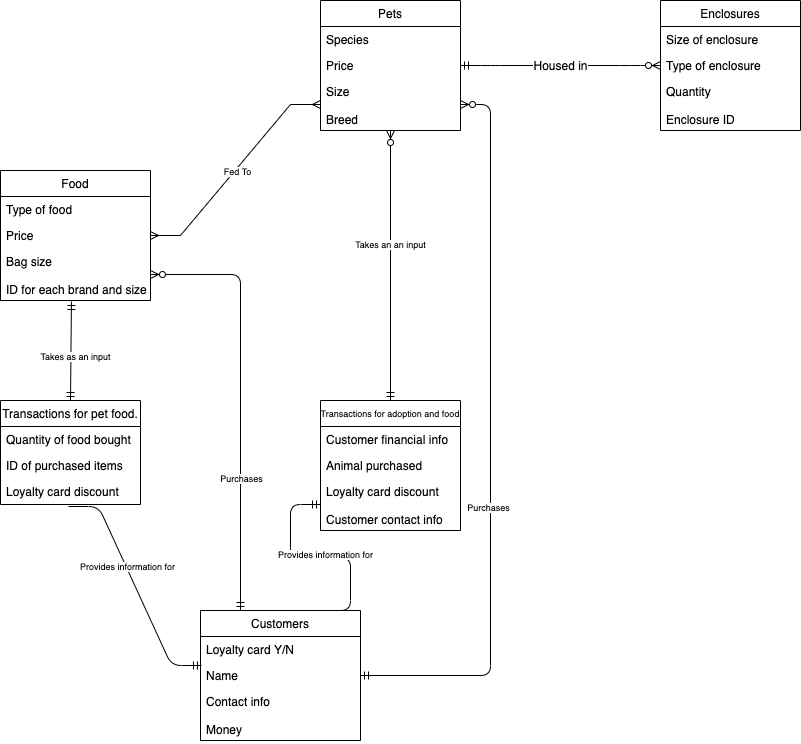 Pets
Species
Price
Size
Breed
Enclosures
Size of enclosure
Type of enclosure
Quantity
Enclosure ID
Housed in
Fed To
Food
Type of food
Price
Bag size
ID for each brand and size
Takes an an input
Takes as an input
Transactions for pet food.
Quantity of food bought
ID of purchased items
Loyalty card discount
Transactions for adoption and food
Customer financial info
Animal purchased
Loyalty card discount
Customer contact info
Purchases
Purchases
Provides information for
Provides information for
Customers
Loyalty card Y/N
Name
Contact info
Money